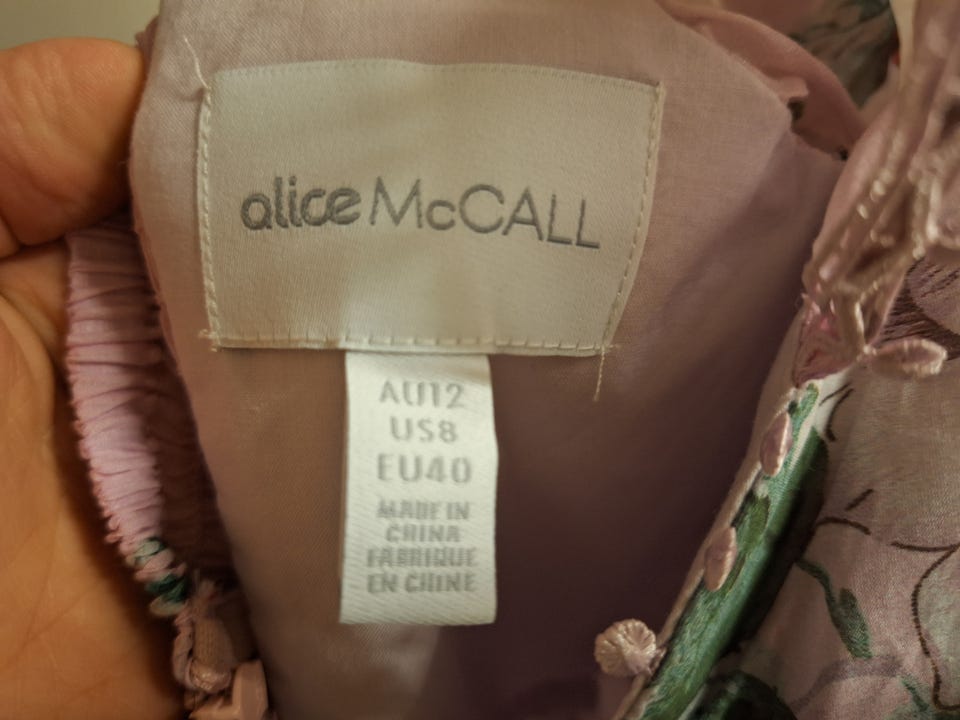 alice McCALL
AU12
US8
EU40
MADE IN
CHINA
FABRIQUE
EN CHINE